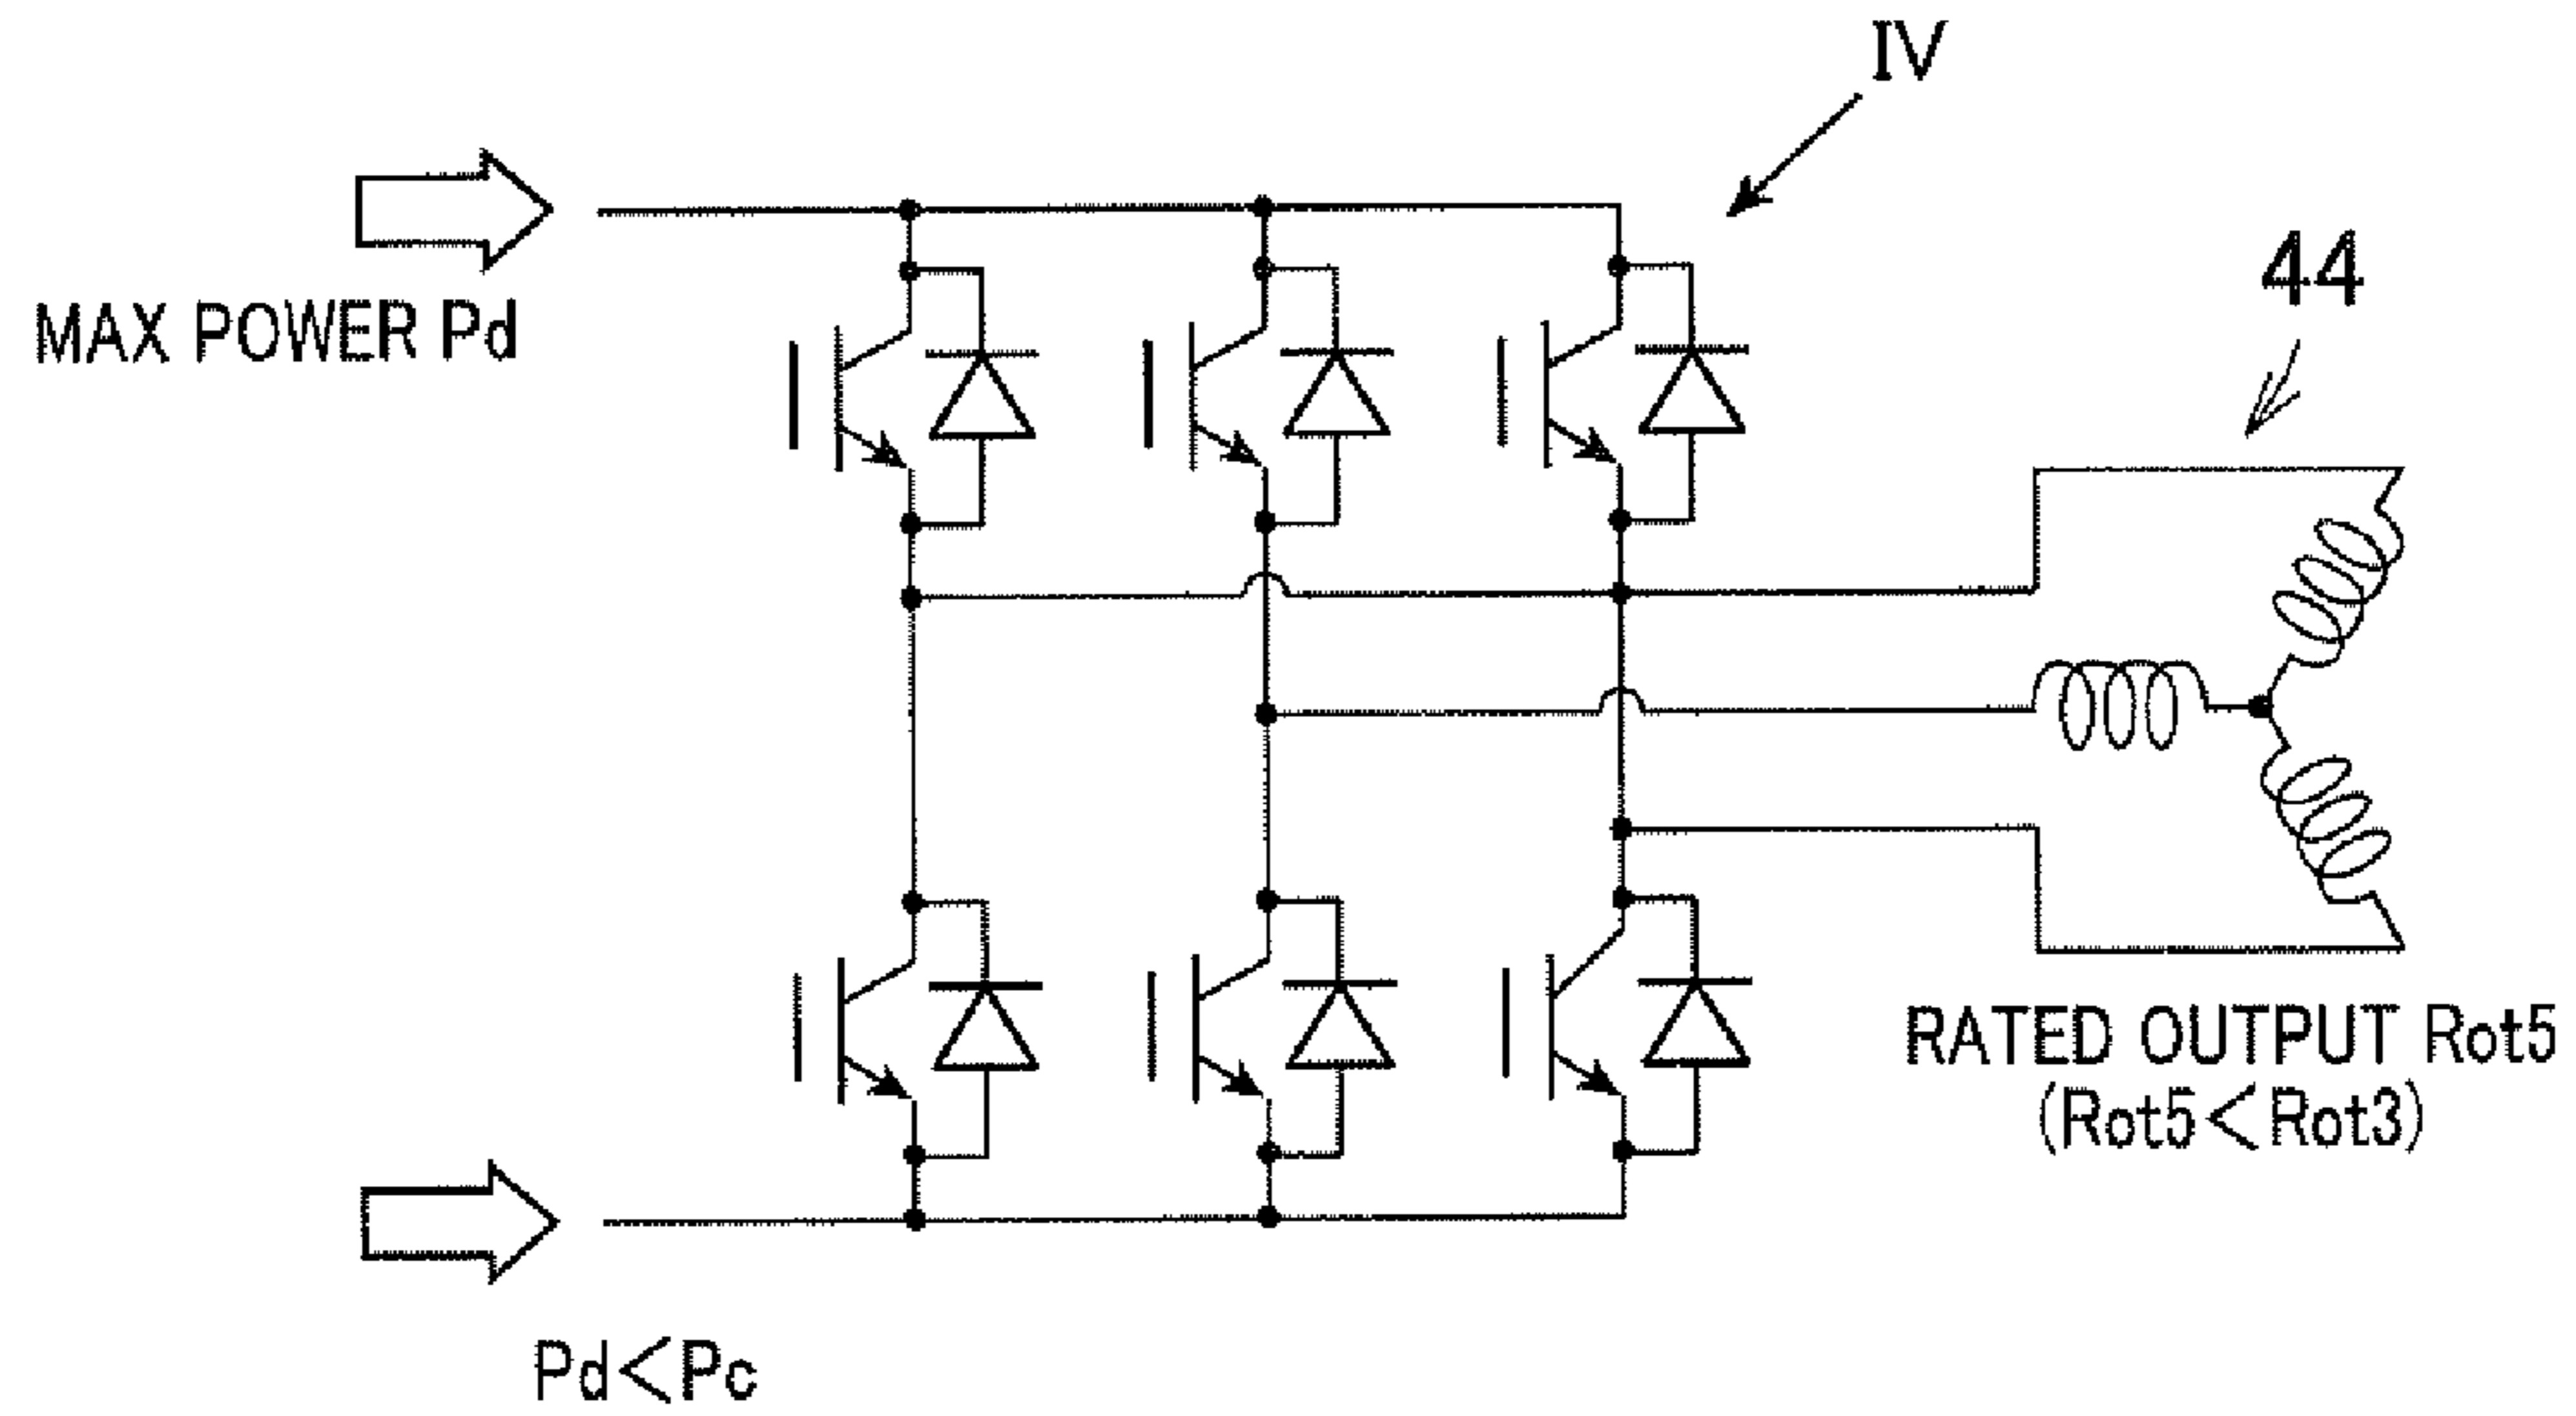 IV
MAX POWER Pd
44
RATED OUTPUT Rot5
(Rot5<Rot3)
Pd<Pc